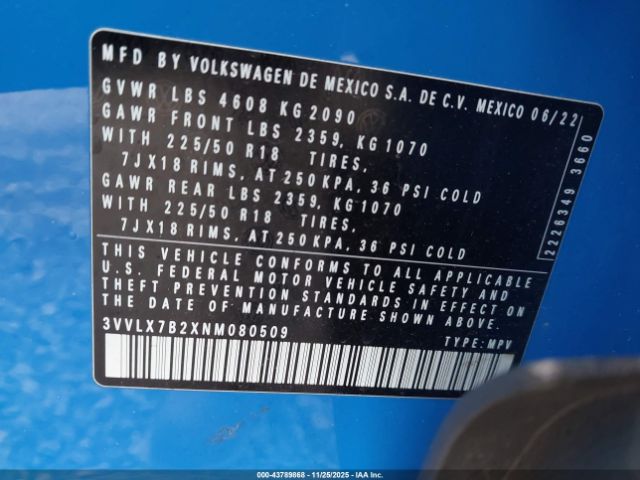 MFD BY VOLKSWAGEN DE MEXICO S.A. DE C.V. MEXICO 06/22
GVWR LBS 4608 KG 2090
GAWR FRONT LBS 2359, KG 1070
WITH 225/50 R18 TIRES,
7JX18 RIMS, AT 250 KPA, 36 PSI COLD
GAWR REAR LBS 2359, KG 1070
WITH 225/50 R18 TIRES,
7JX18 RIMS, AT 250 KPA, 36 PSI COLD
THIS VEHICLE CONFORMS TO ALL APPLICABLE
U.S. FEDERAL MOTOR VEHICLE SAFETY AND
THEFT PREVENTION STANDARDS IN EFFECT ON
THE DATE OF MANUFACTURE SHOWN ABOVE.
3VVLX7B2XNM080509
TYPE: MPV
2226349 3660
000-43789868 - 11/25/2025 - IAA Inc.